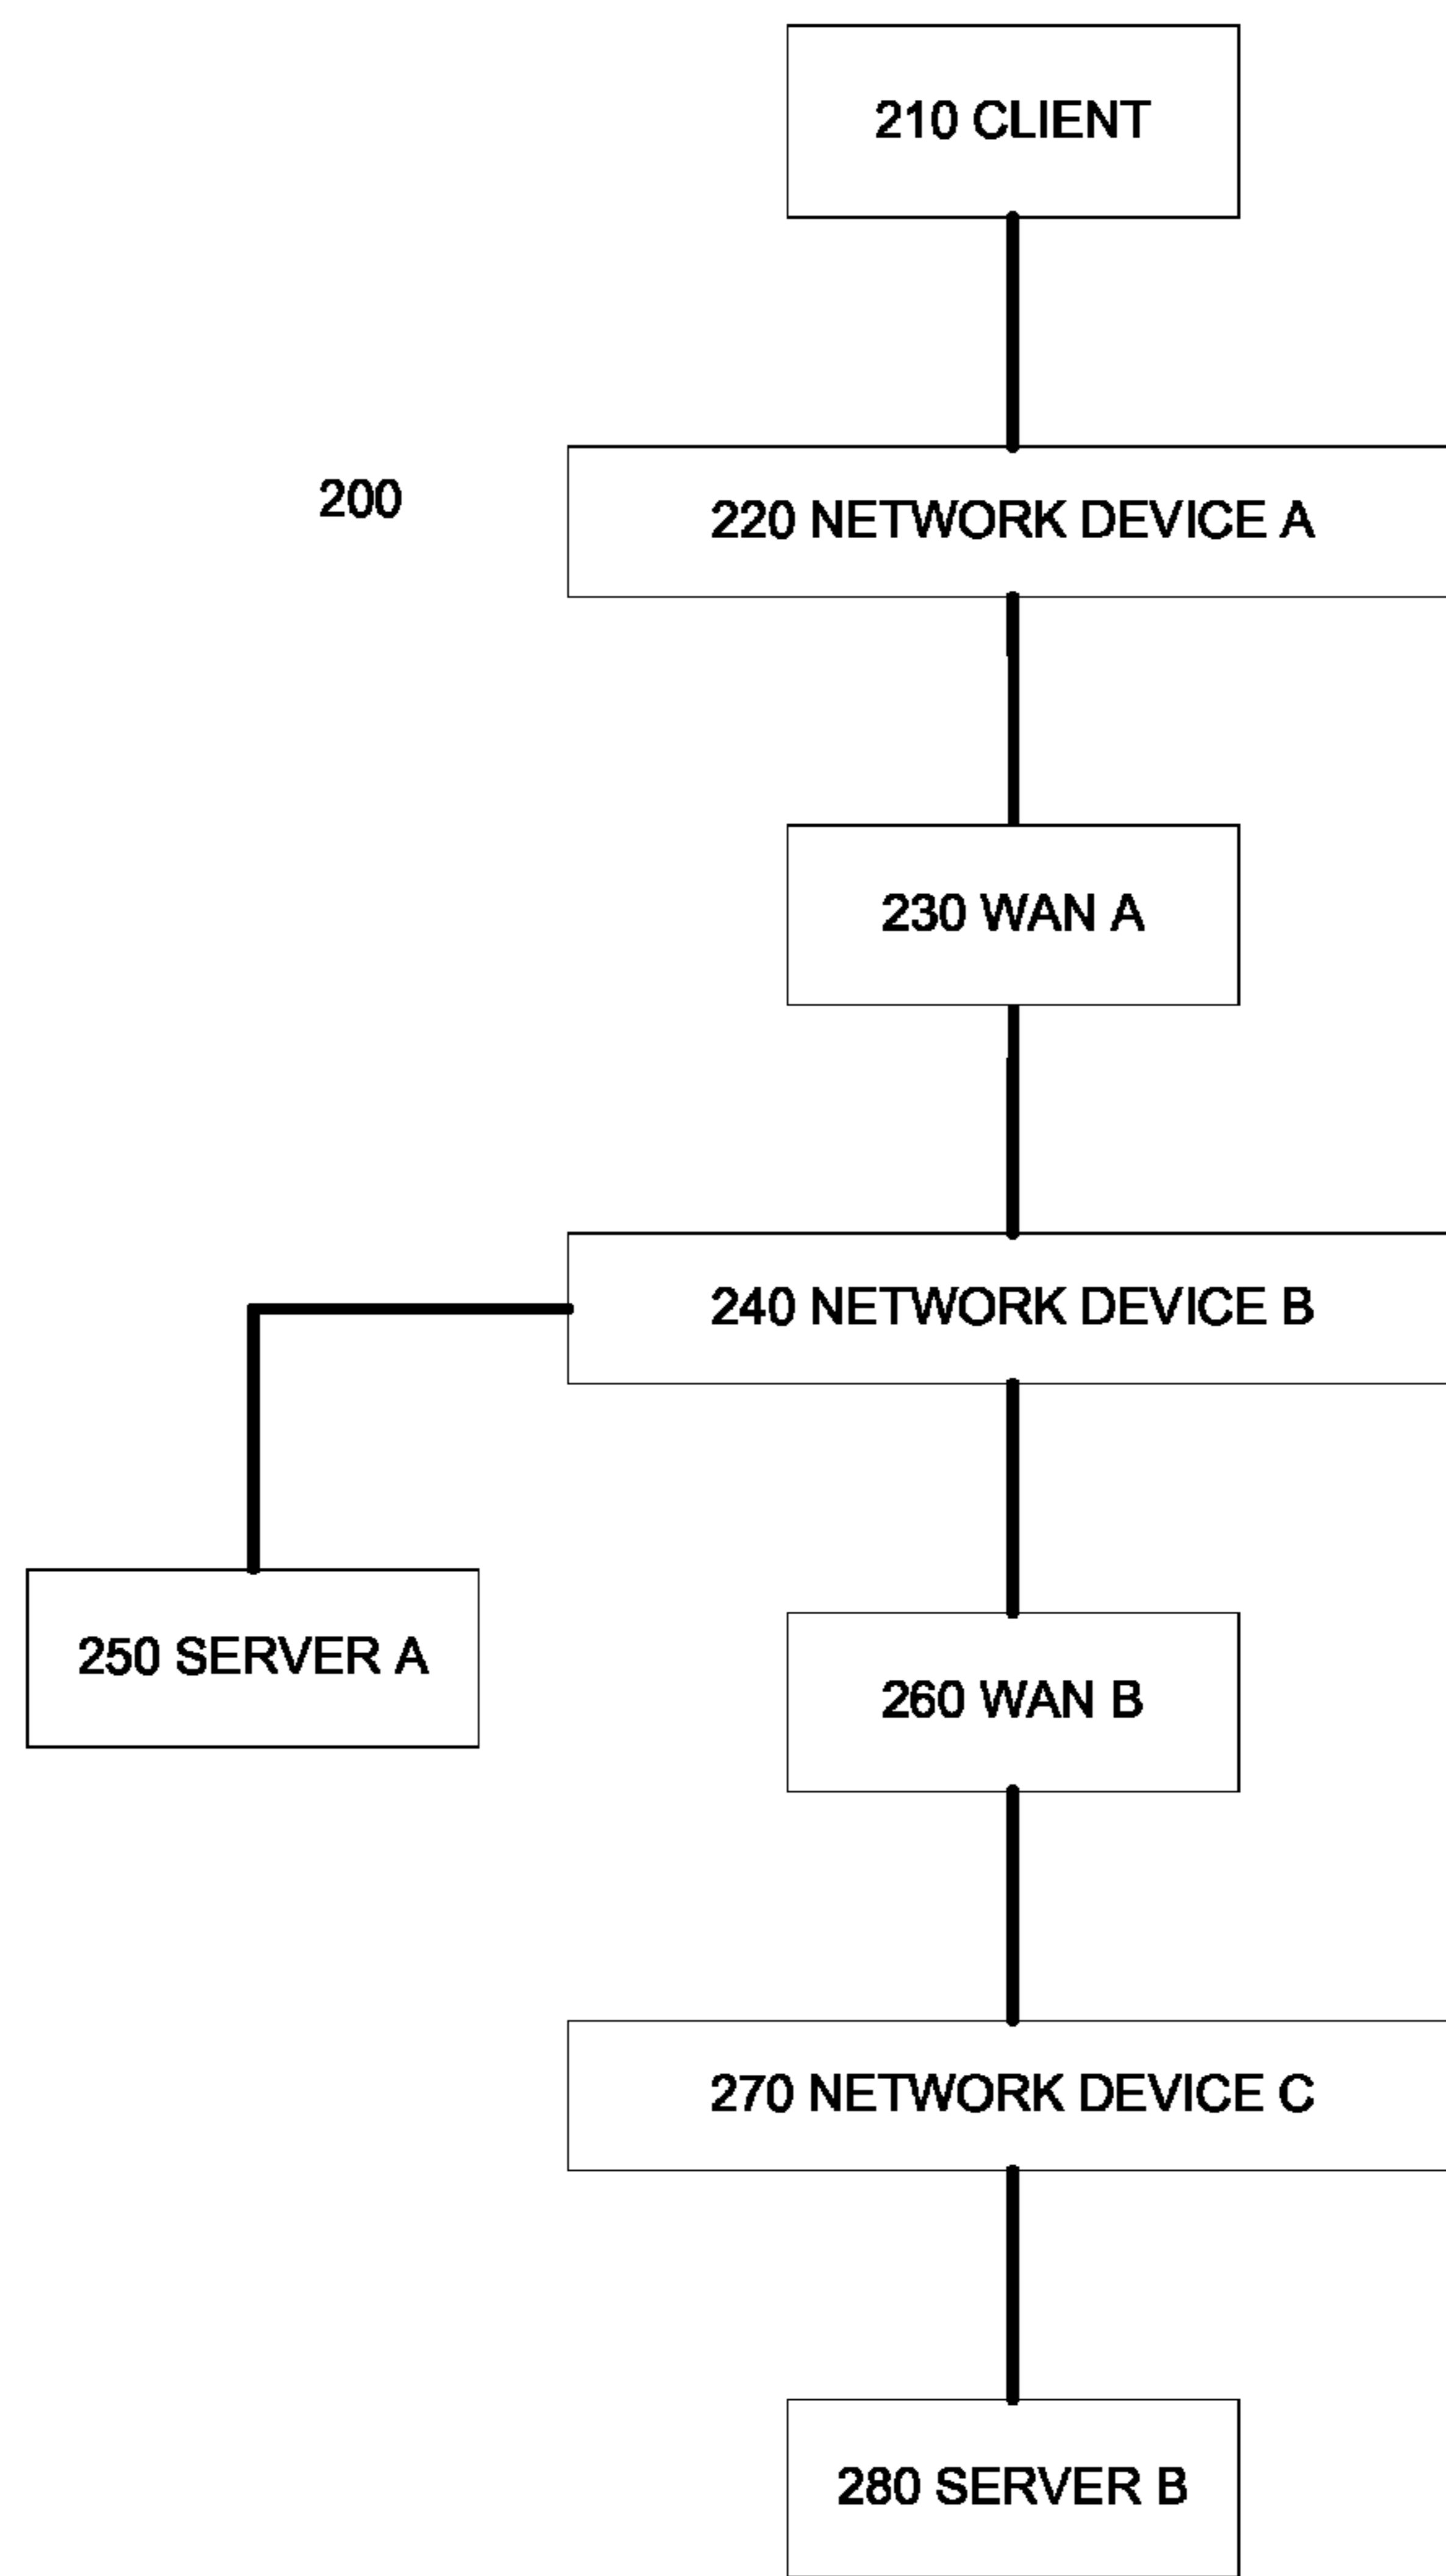 210 CLIENT
200
220 NETWORK DEVICE A
230 WAN A
240 NETWORK DEVICE B
250 SERVER A
260 WAN B
270 NETWORK DEVICE C
280 SERVER B